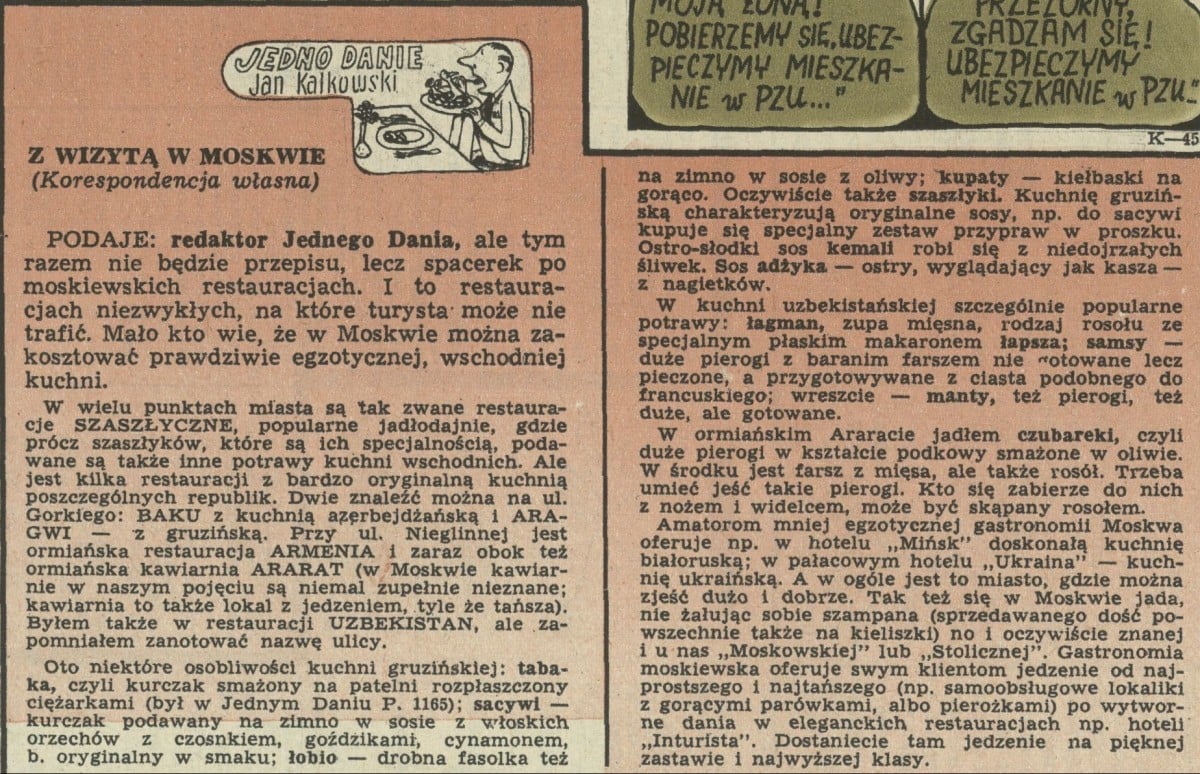 JEDNO DANIE
Jan Kalkowski
Z WIZYTĄ W MOSKWIE
(Korespondencja własna)
PODAJE: redaktor Jednego Dania, ale tym
razem nie będzie przepisu, lecz spacerek po
moskiewskich restauracjach. I to restaura-
cjach niezwykłych, na które turysta może nie
trafić. Mało kto wie, że w Moskwie można za-
kosztować prawdziwie egzotycznej, wschodniej
kuchni.
W wielu punktach miasta są tak zwane restaura-
cje SZASZŁYCZNE, popularne jadłodajnie, gdzie
prócz szaszłyków, które są ich specjalnością, poda-
wane są także inne potrawy kuchni wschodnich. Ale
jest kilka restauracji z bardzo oryginalną kuchnią
poszczególnych republik. Dwie znaleźć można na ul.
Gorkiego: BAKU z kuchnią azerbejdżańską i ARA-
GWI — z gruzińską. Przy ul. Nieglinnej jest
ormiańska restauracja ARMENIA i zaraz obok też
ormiańska kawiarnia ARARAT (w Moskwie kawiar-
nie w naszym pojęciu są niemal zupełnie nieznane;
kawiarnia to także lokal z jedzeniem, tyle że tańsza).
Byłem także w restauracji UZBEKISTAN, ale za-
pomniałem zanotować nazwę ulicy.
Oto niektóre osobliwości kuchni gruzińskiej: taba-
ka, czyli kurczak smażony na patelni rozpłaszczony
ciężarkami (był w Jednym Daniu P. 1165); sacywi —
kurczak podawany na zimno w sosie z włoskich
orzechów z czosnkiem, goździkami, cynamonem,
b. oryginalny w smaku; łobio — drobna fasolka też
MOJA ŻONA!
POBIERZEMY SIĘ, UBEZ-
PIECZYMY MIESZKA-
NIE w PZU..."
PRZEZORNY,
ZGADZAM SIĘ!
UBEZPIECZYMY
MIESZKANIE w PZU..
K—45
na zimno w sosie z oliwy; kupaty — kiełbaski na
gorąco. Oczywiście także szaszłyki. Kuchnię gruziń-
ską charakteryzują oryginalne sosy, np. do sacywi
kupuje się specjalny zestaw przypraw w proszku.
Ostro-słodki sos kemali robi się z niedojrzałych
śliwek. Sos adżyka — ostry, wyglądający jak kasza —
z nagietków.
W kuchni uzbekistańskiej szczególnie popularne
potrawy: łagman, zupa mięsna, rodzaj rosołu ze
specjalnym płaskim makaronem łapsza; samsy —
duże pierogi z baranim farszem nie gotowane lecz
pieczone, a przygotowywane z ciasta podobnego do
francuskiego; wreszcie — manty, też pierogi, też
duże, ale gotowane.
W ormiańskim Araracie jadłem czubareki, czyli
duże pierogi w kształcie podkowy smażone w oliwie.
W środku jest farsz z mięsa, ale także rosół. Trzeba
umieć jeść takie pierogi. Kto się zabierze do nich
z nożem i widelcem, może być skąpany rosołem.
Amatorom mniej egzotycznej gastronomii Moskwa
oferuje np. w hotelu „Mińsk" doskonałą kuchnię
białoruską; w pałacowym hotelu „Ukraina" — kuch-
nię ukraińską. A w ogóle jest to miasto, gdzie można
zjeść dużo i dobrze. Tak też się w Moskwie jada,
nie żałując sobie szampana (sprzedawanego dość po-
wszechnie także na kieliszki) no i oczywiście znanej
i u nas „Moskowskiej" lub „Stolicznej". Gastronomia
moskiewska oferuje swym klientom jedzenie od naj-
prostszego i najtańszego (np. samoobsługowe lokaliki
z gorącymi parówkami, albo pierożkami) po wytwor-
ne dania w eleganckich restauracjach np. hoteli
„Inturista". Dostaniecie tam jedzenie na pięknej
zastawie i najwyższej klasy.